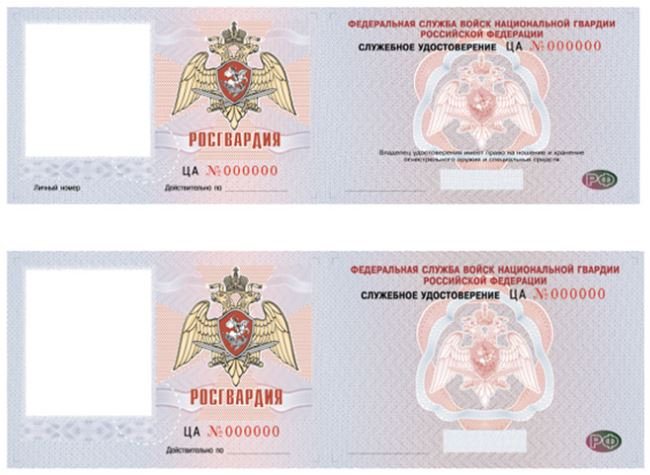 РОСГВАРДИЯ
ЦА №000000
Личный номер
Действительно по
ФЕДЕРАЛЬНАЯ СЛУЖБА ВОЙСК НАЦИОНАЛЬНОЙ ГВАРДИИ
РОССИЙСКОЙ ФЕДЕРАЦИИ
СЛУЖЕБНОЕ УДОСТОВЕРЕНИЕ ЦА №000000
Владелец удостоверения имеет право на ношение и хранение
огнестрельного оружия и специальных средств
РФ
РОСГВАРДИЯ
ЦА №000000
Действительно по
ФЕДЕРАЛЬНАЯ СЛУЖБА ВОЙСК НАЦИОНАЛЬНОЙ ГВАРДИИ
РОССИЙСКОЙ ФЕДЕРАЦИИ
СЛУЖЕБНОЕ УДОСТОВЕРЕНИЕ ЦА №000000
РФ